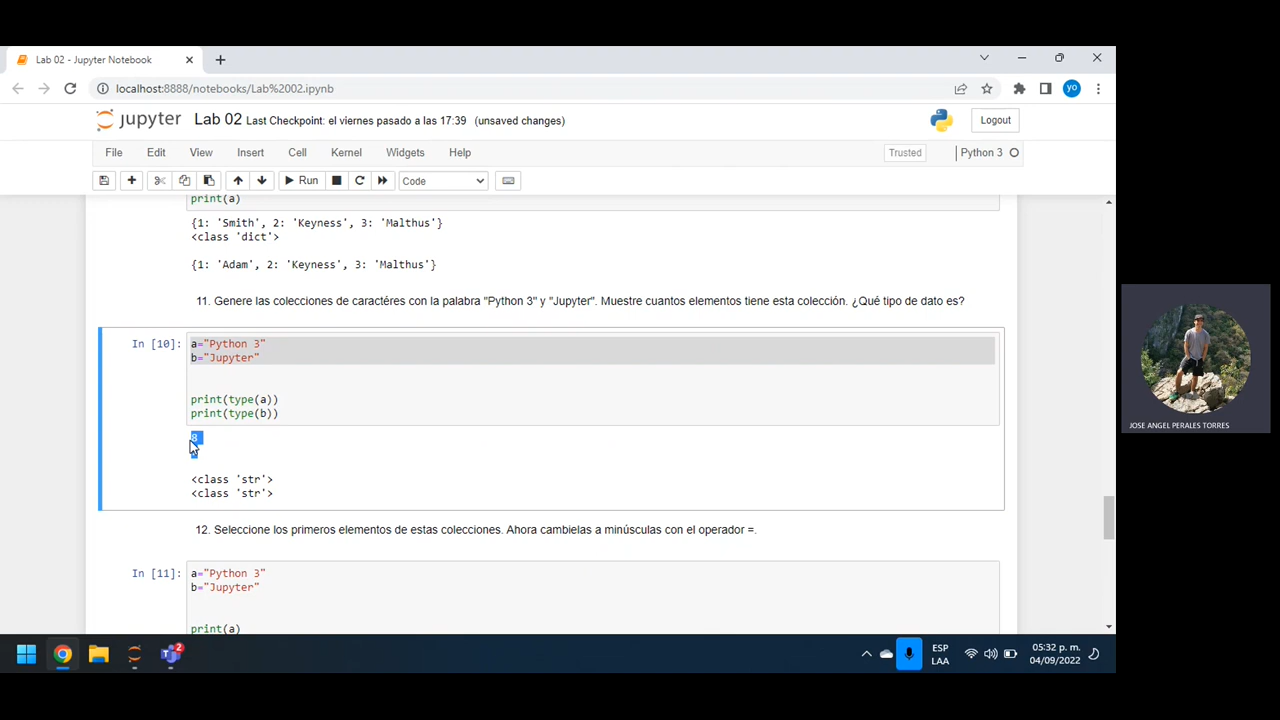 Lab 02 - Jupyter Notebook
localhost:8888/notebooks/Lab%2002.ipynb
yo
jupyter Lab 02 Last Checkpoint: el viernes pasado a las 17:39 (unsaved changes)
Logout
File Edit View Insert Cell Kernel Widgets Help
Trusted
Python 3
Run
Code
print(a)
{1: 'Smith', 2: 'Keyness', 3: 'Malthus'}
<class 'dict'>
{1: 'Adam', 2: 'Keyness', 3: 'Malthus'}
11. Genere las colecciones de caractéres con la palabra "Python 3" y "Jupyter". Muestre cuantos elementos tiene esta colección. ¿Qué tipo de dato es?
In [10]: a="Python 3"
b="Jupyter"
print(type(a))
print(type(b))
8
<class 'str'>
<class 'str'>
12. Seleccione los primeros elementos de estas colecciones. Ahora cambielas a minúsculas con el operador =.
In [11]: a="Python 3"
b="Jupyter"
print(a)
JOSE ANGEL PERALES TORRES
2
ESP
LAA
05:32 p. m.
04/09/2022